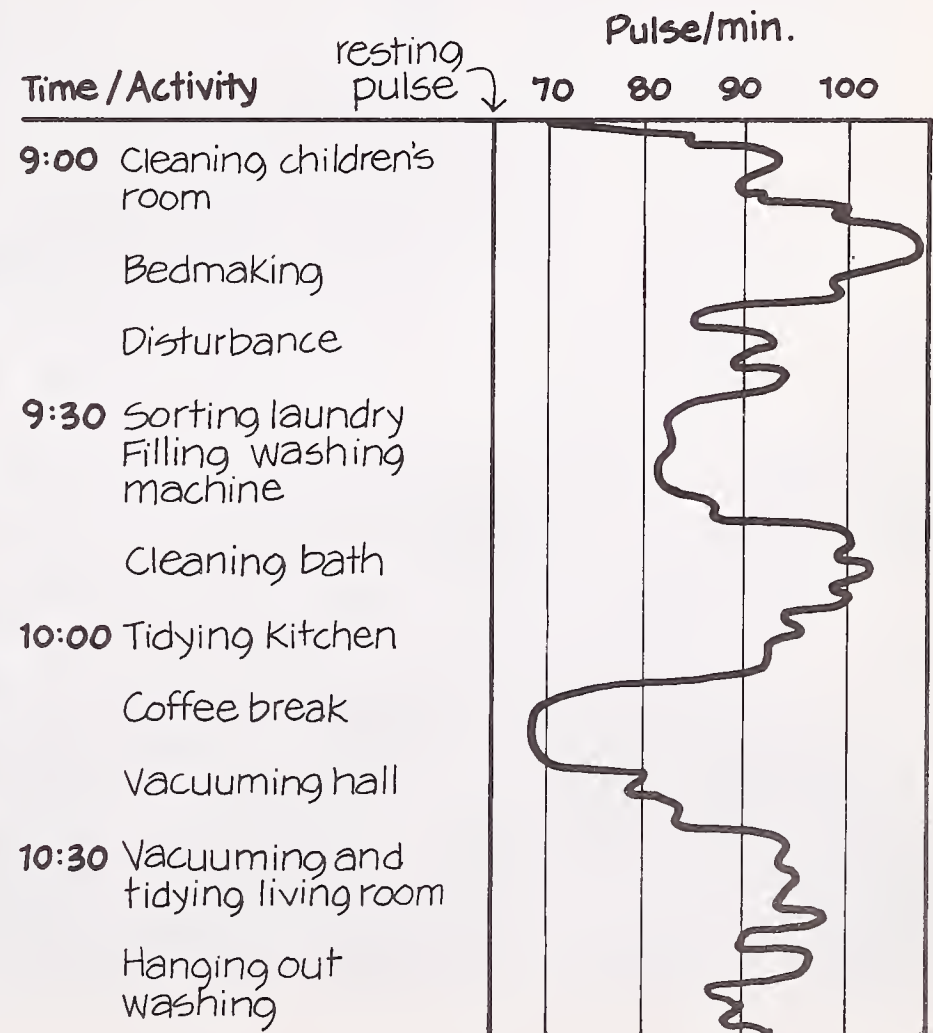 Pulse/min.
resting
pulse
Time / Activity
70 80 90 100
9:00 Cleaning children's
room
Bedmaking
Disturbance
9:30 Sorting laundry
Filling washing
machine
Cleaning bath
10:00 Tidying Kitchen
Coffee break
Vacuuming hall
10:30 Vacuuming and
tidying living room
Hanging out
washing